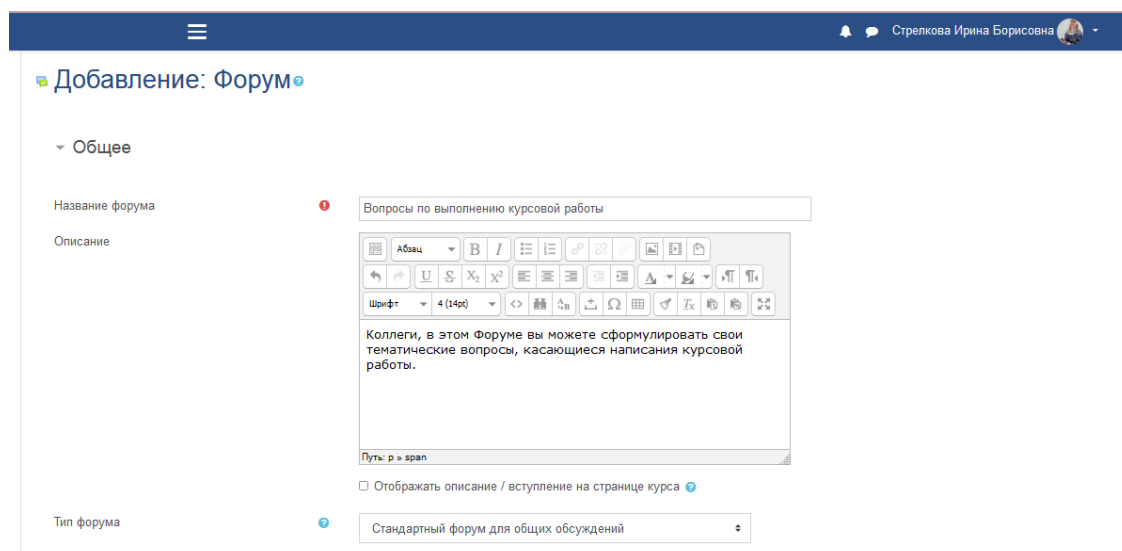 Стрелкова Ирина Борисовна
Добавление: Форум
Общее
Название форума
Вопросы по выполнению курсовой работы
Описание
Абзац
B I
U S X₂ X²
Шрифт 4 (14pt)
Коллеги, в этом Форуме вы можете сформулировать свои
тематические вопросы, касающиеся написания курсовой
работы.
Путь: p » span
Отображать описание / вступление на странице курса
Тип форума
Стандартный форум для общих обсуждений